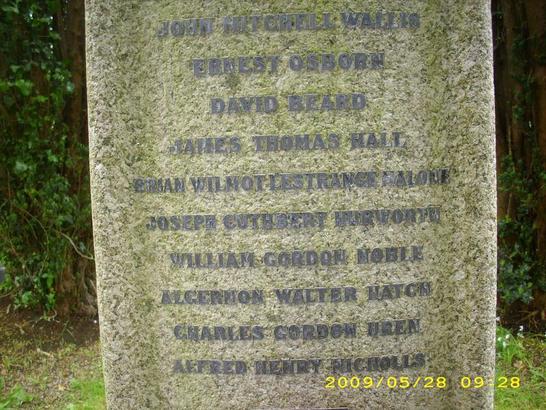 JOHN MITCHELL WALLIS
ERNEST OSBORN
DAVID BEARD
JAMES THOMAS HALL
BRIAN WILMOT LESTRANGE MALONE
JOSEPH CUTHBERT HURWORTH
WILLIAM GORDON NOBLE
ALGERNON WALTER HATCH
CHARLES GORDON UREN
ALFRED HENRY NICHOLLS
2009/05/28 09:28